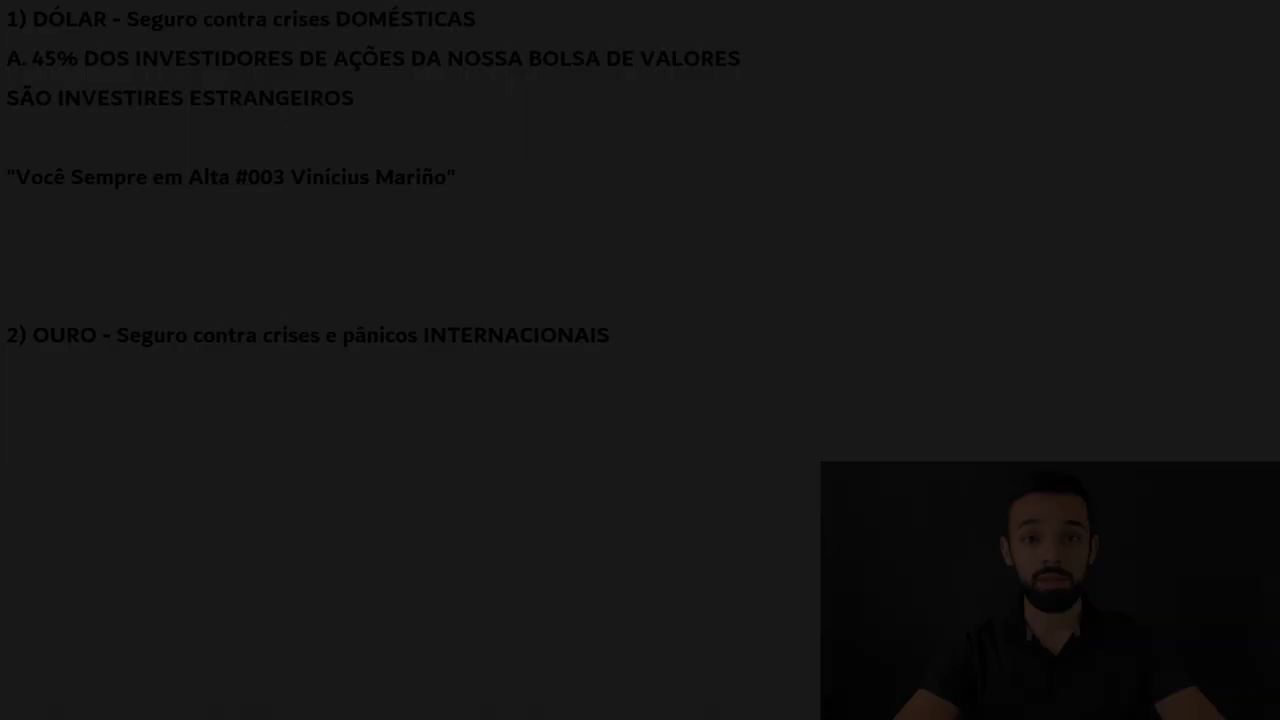 1) DÓLAR - Seguro contra crises DOMÉSTICAS
A. 45% DOS INVESTIDORES DE AÇÕES DA NOSSA BOLSA DE VALORES
SÃO INVESTIRES ESTRANGEIROS
"Você Sempre em Alta #003 Vinícius Mariño"
2) OURO - Seguro contra crises e pânicos INTERNACIONAIS